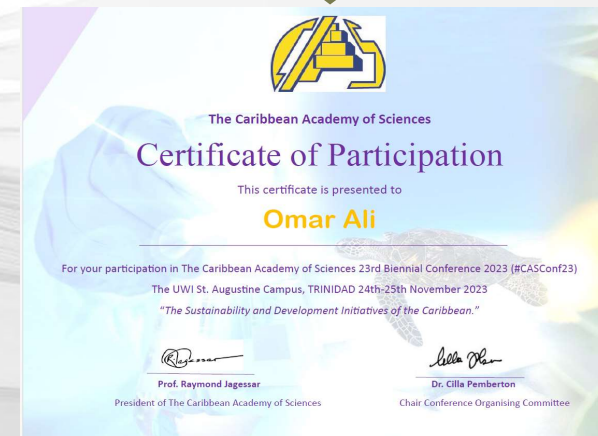 CAS
The Caribbean Academy of Sciences
Certificate of Participation
This certificate is presented to
Omar Ali
For your participation in The Caribbean Academy of Sciences 23rd Biennial Conference 2023 (#CASConf23)
The UWI St. Augustine Campus, TRINIDAD 24th-25th November 2023
“The Sustainability and Development Initiatives of the Caribbean.”
RJagessar
Prof. Raymond Jagessar
Dr. Cilla Pemberton
President of The Caribbean Academy of Sciences
Chair Conference Organising Committee